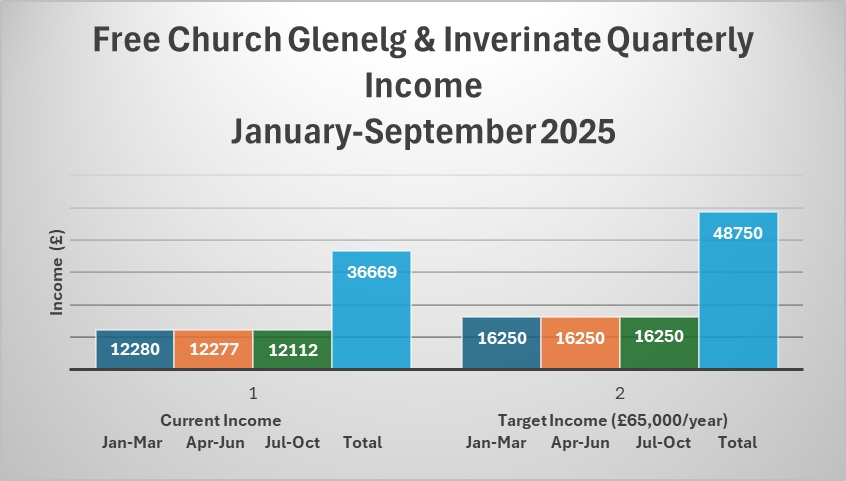 Free Church Glenelg & Inverinate Quarterly
Income
January-September 2025
Income (£)
36669
48750
12280 12277 12112
16250 16250 16250
1 2
Current Income Target Income (£65,000/year)
Jan-Mar Apr-Jun Jul-Oct Total Jan-Mar Apr-Jun Jul-Oct Total